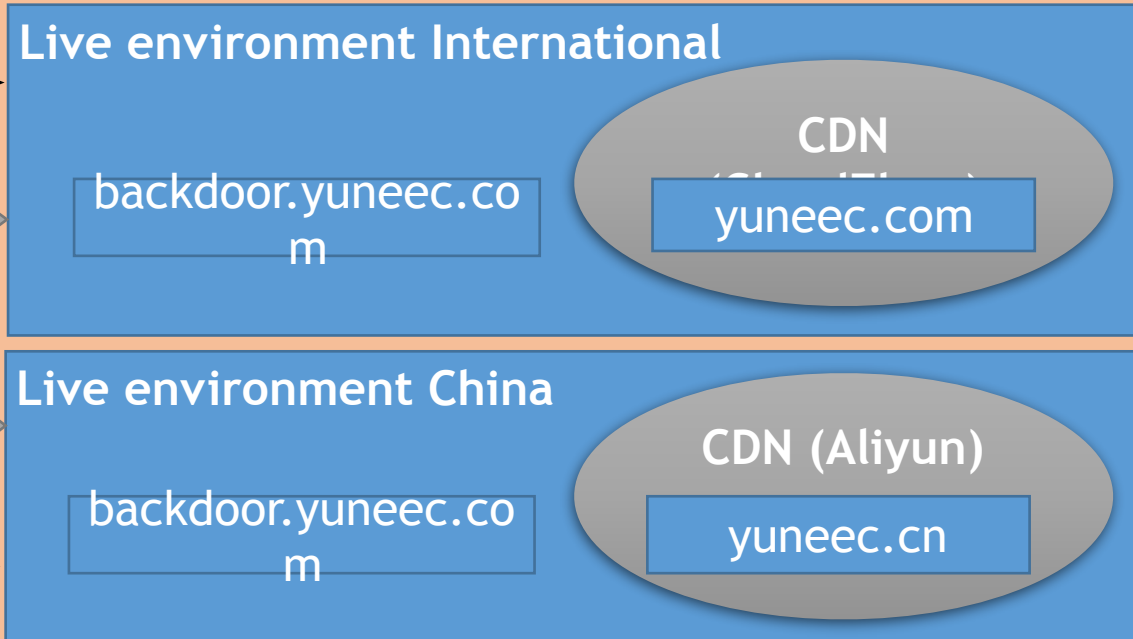 Live environment International
CDN
backdoor.yuneec.co
m
yuneec.com
Live environment China
CDN (Aliyun)
backdoor.yuneec.co
m
yuneec.cn